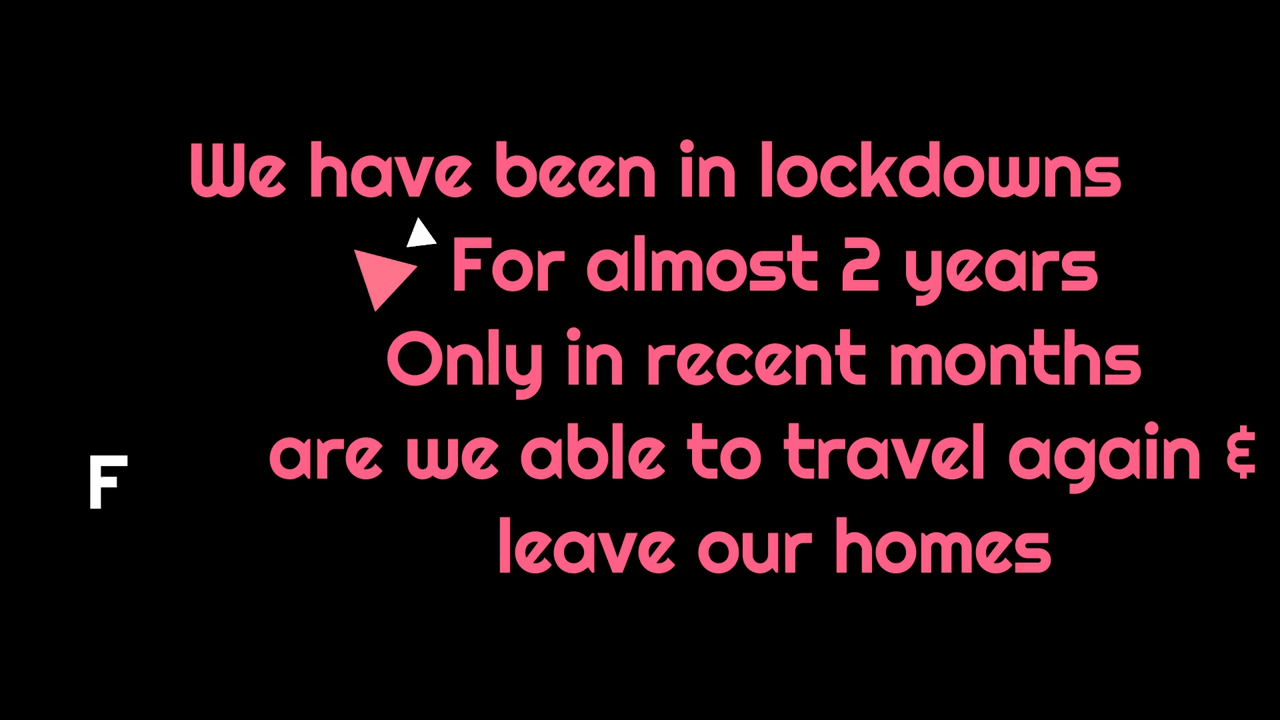 We have been in lockdowns
For almost 2 years
Only in recent months
are we able to travel again &
F
leave our homes